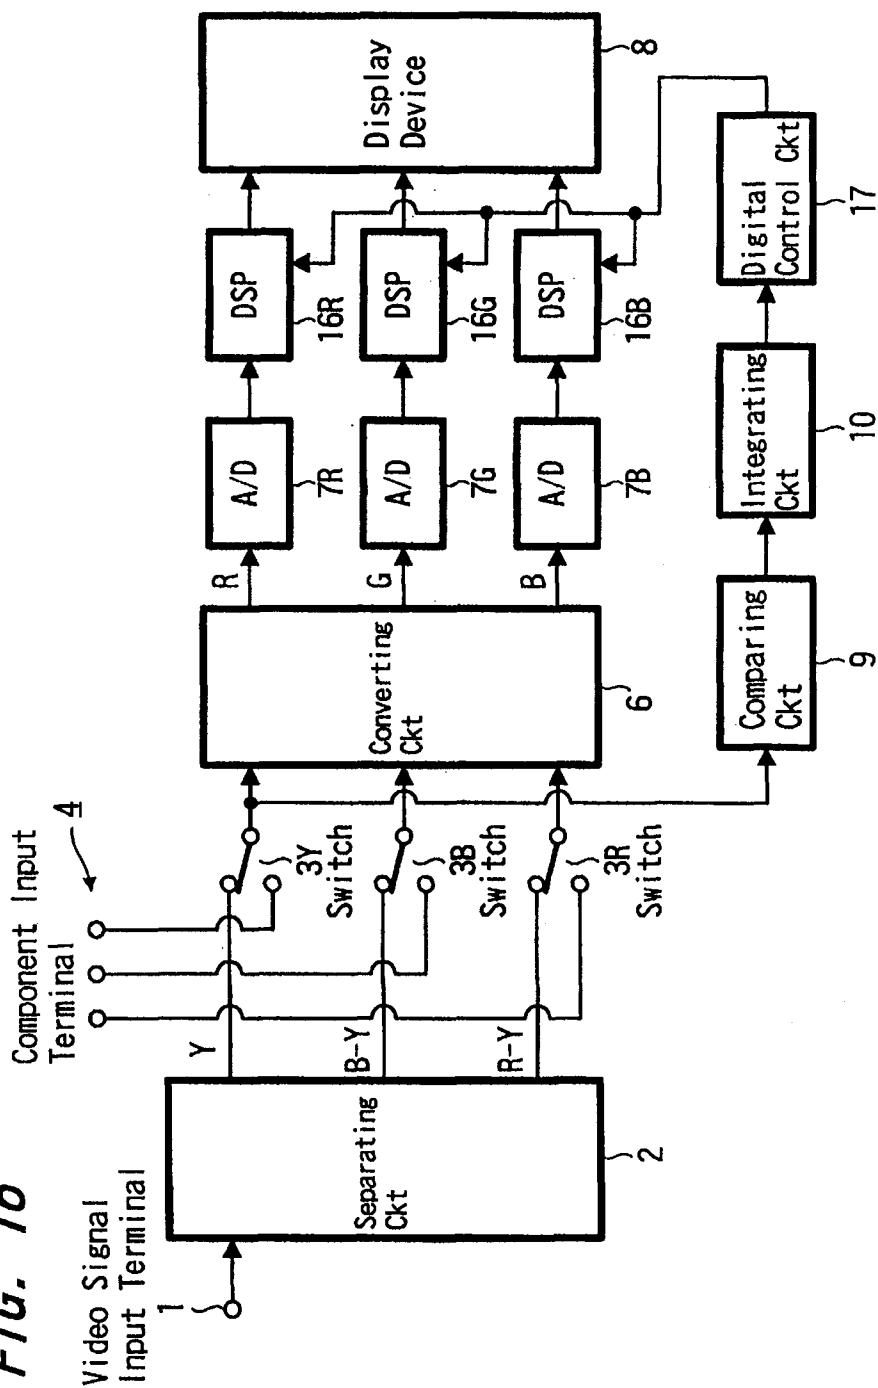 FIG. 16
Video Signal
Input Terminal
1
Component Input
Terminal
4
Separating
Ckt
2
Y
B-Y
R-Y
3Y
Switch
3B
Switch
3R
Switch
Converting
Ckt
6
R
G
B
A/D
7R
A/D
7G
A/D
7B
DSP
16R
DSP
16G
DSP
16B
Display
Device
8
Comparing
Ckt
9
Integrating
Ckt
10
Digital
Control Ckt
17